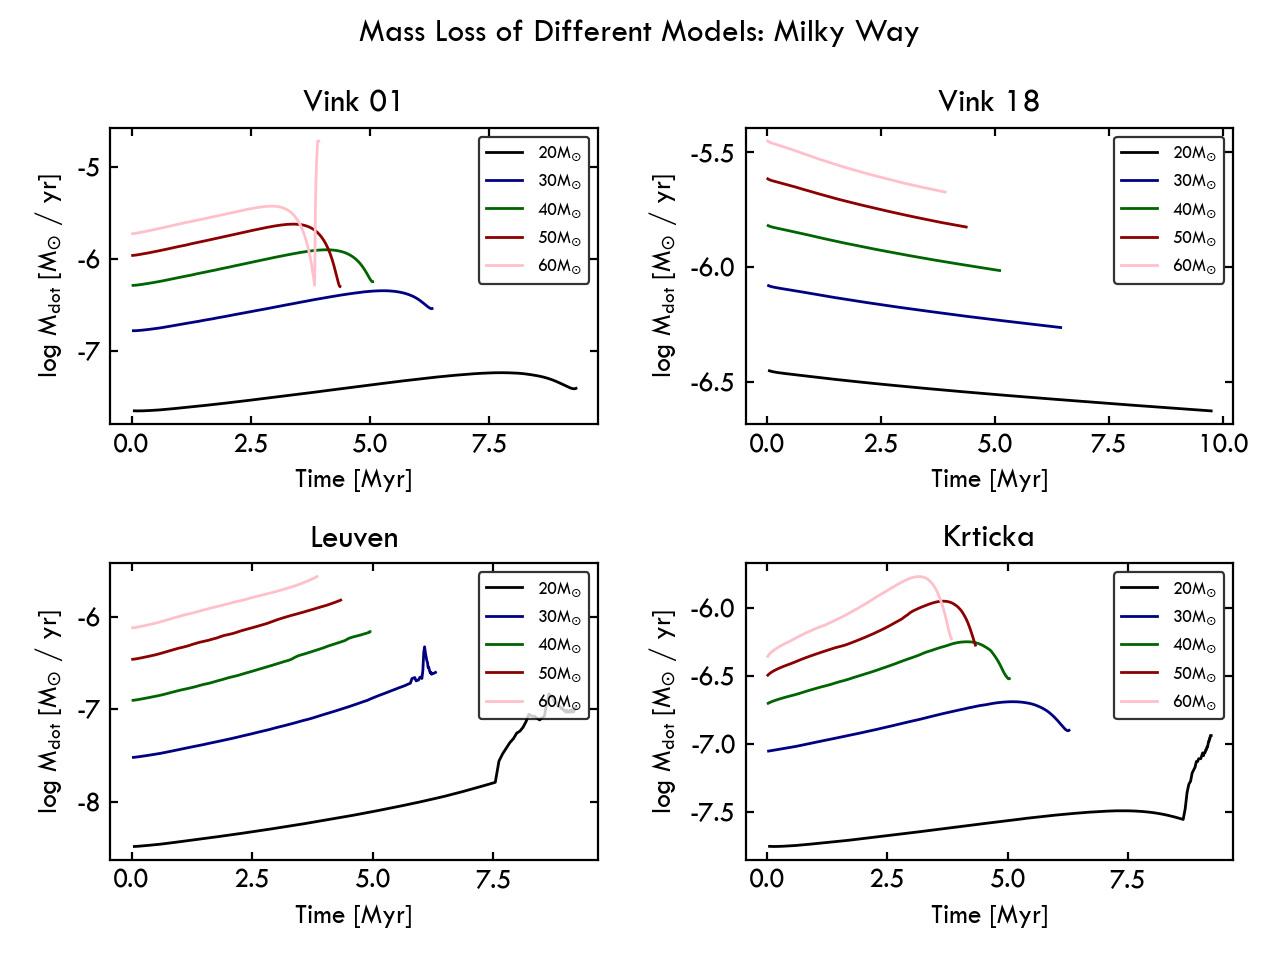 Mass Loss of Different Models: Milky Way
Vink 01
log M_dot [M⊙ / yr]
-5
-6
-7
0.0 2.5 5.0 7.5
Time [Myr]
20M⊙
30M⊙
40M⊙
50M⊙
60M⊙
Vink 18
log M_dot [M⊙ / yr]
-5.5
-6.0
-6.5
0.0 2.5 5.0 7.5 10.0
Time [Myr]
20M⊙
30M⊙
40M⊙
50M⊙
60M⊙
Leuven
log M_dot [M⊙ / yr]
-6
-7
-8
0.0 2.5 5.0 7.5
Time [Myr]
20M⊙
30M⊙
40M⊙
50M⊙
60M⊙
Krticka
log M_dot [M⊙ / yr]
-6.0
-6.5
-7.0
-7.5
0.0 2.5 5.0 7.5
Time [Myr]
20M⊙
30M⊙
40M⊙
50M⊙
60M⊙